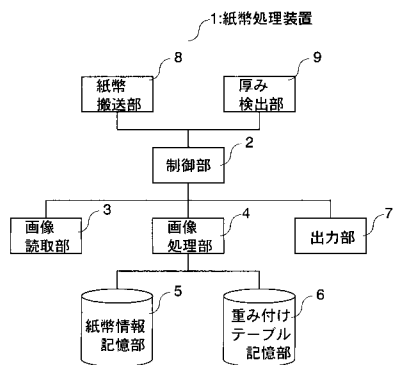 1:紙幣処理装置
8
9
紙幣
搬送部
厚み
検出部
2
制御部
3
4
7
画像
読取部
画像
処理部
出力部
5
6
紙幣情報
記憶部
重み付け
テーブル
記憶部